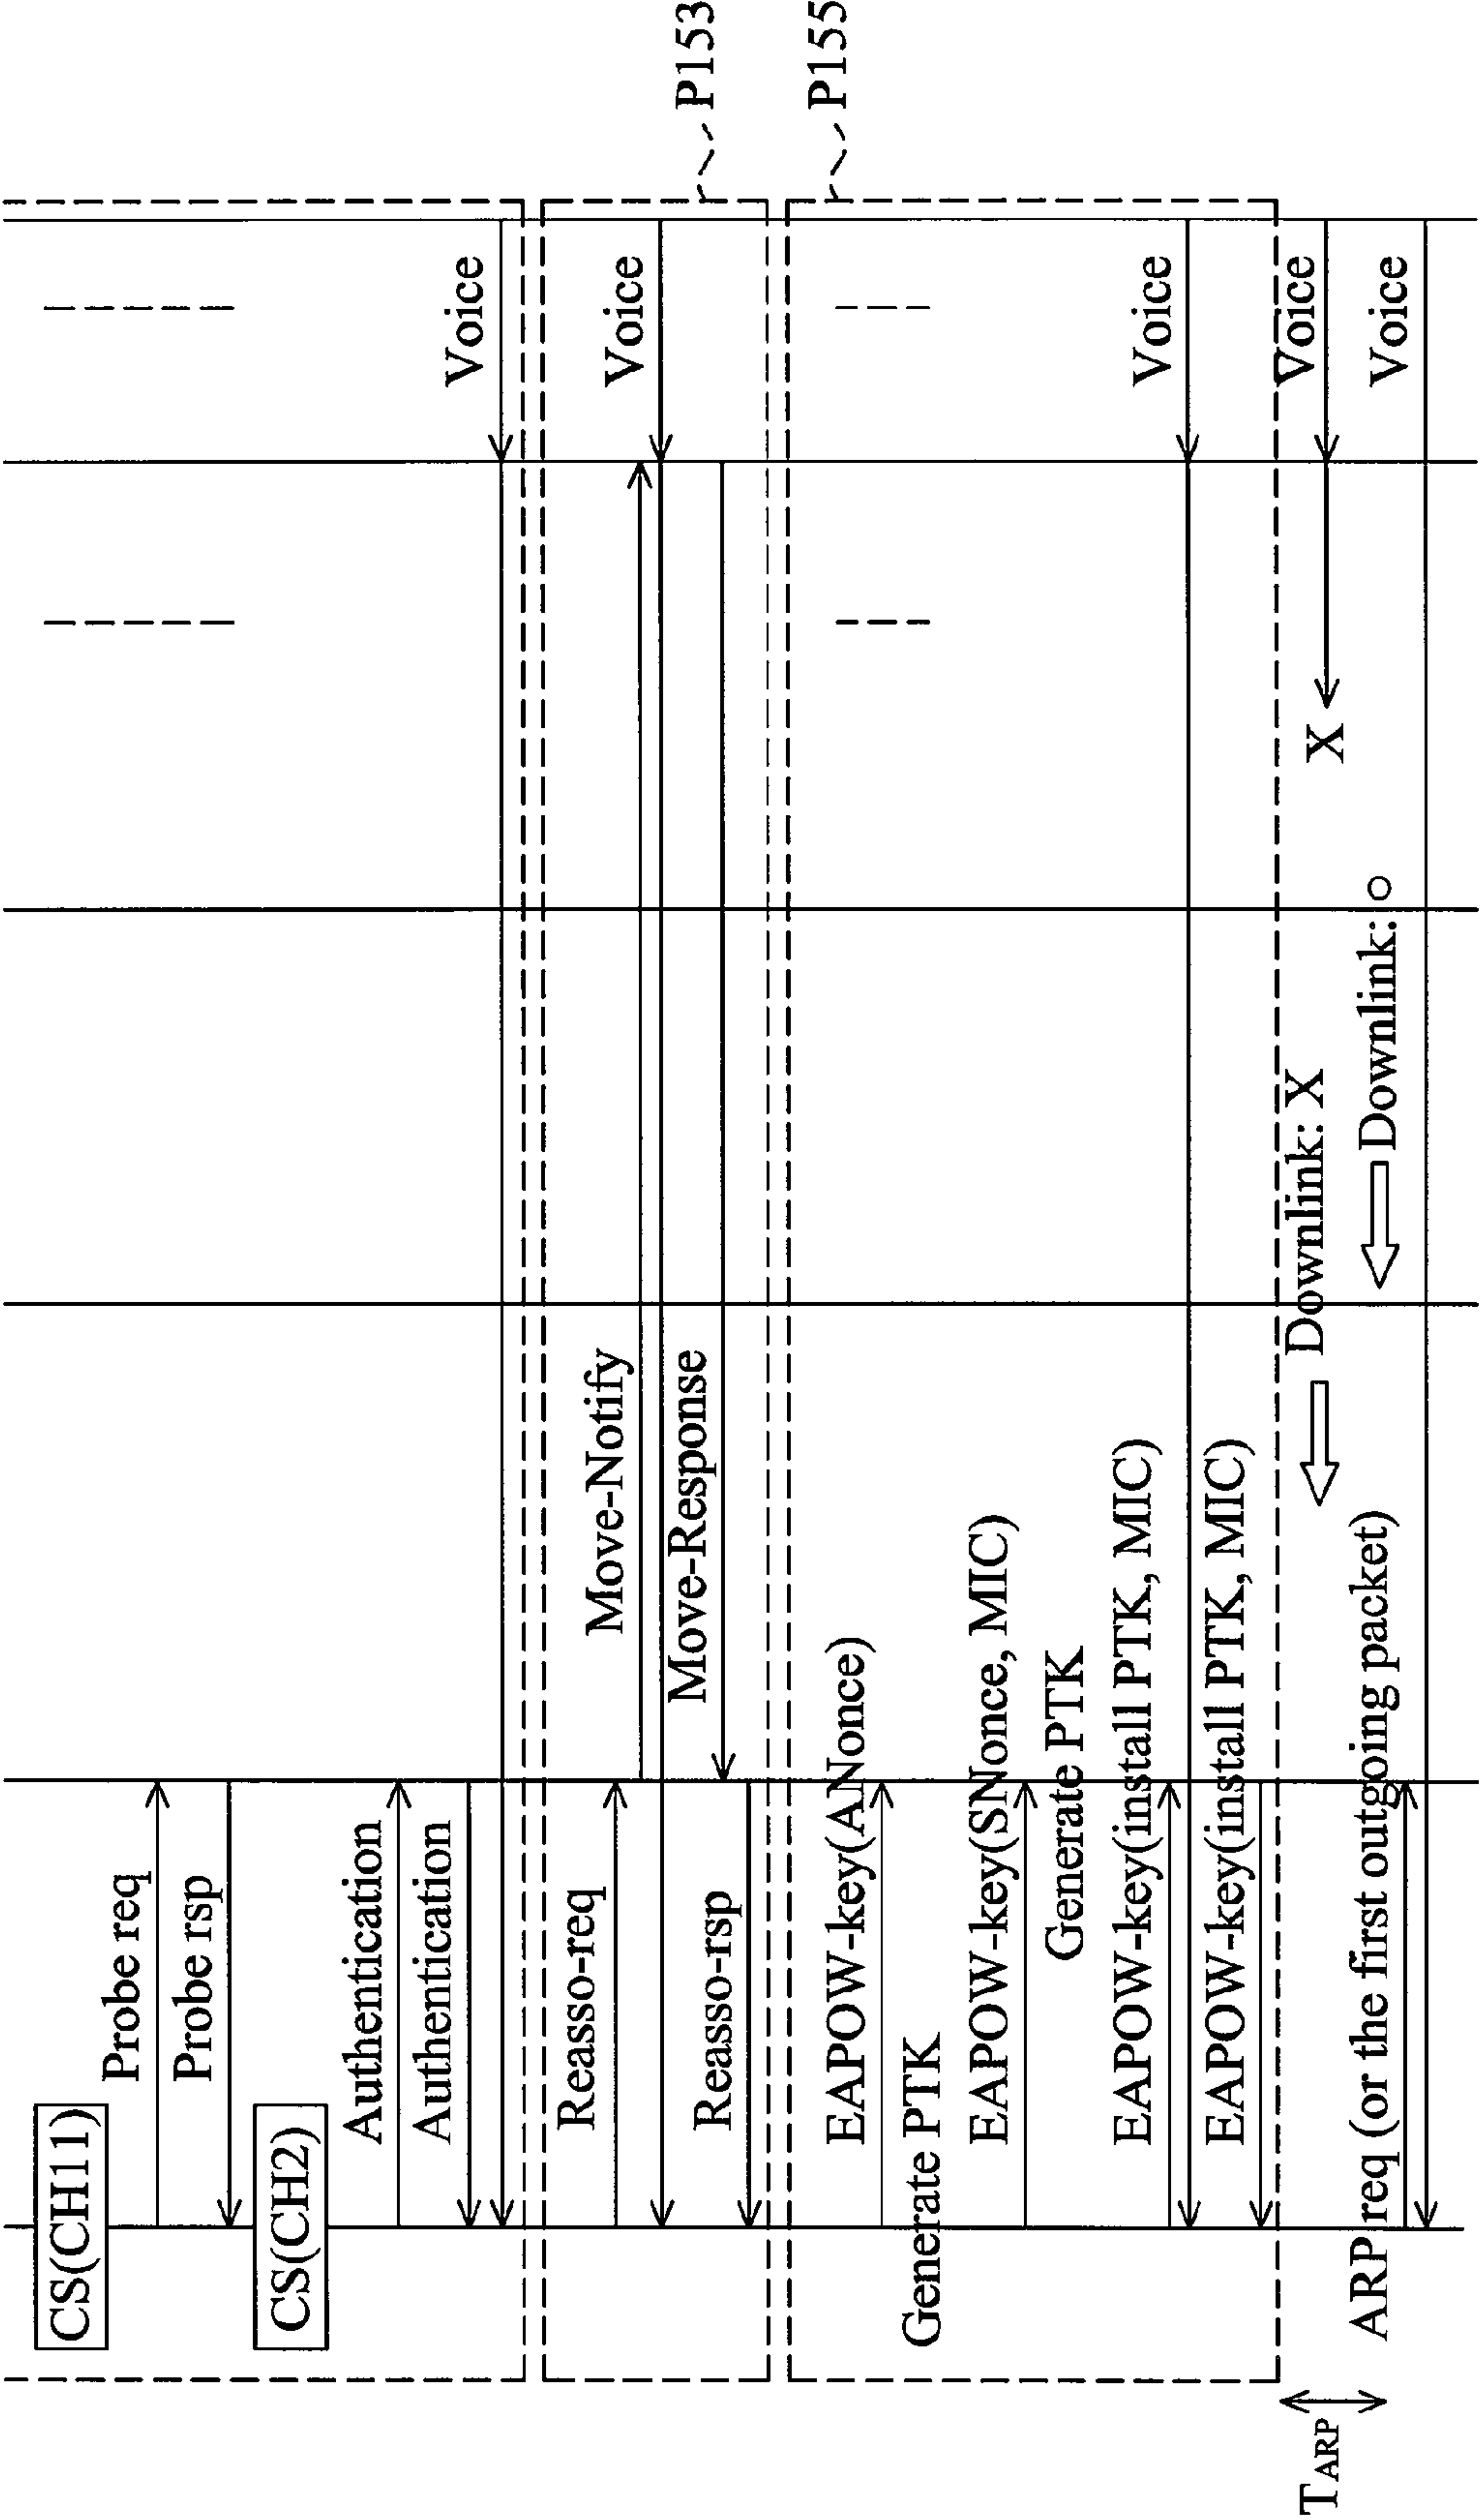 CS(CH11)
Probe req
Probe rsp
CS(CH2)
Authentication
Authentication
Voice
Reasso-req
Move-Notify
Voice
Move-Response
Reasso-rsp
P153
EAPOW-key(ANonce)
P155
Generate PTK
EAPOW-key(SNonce, MIC)
Generate PTK
EAPOW-key(install PTK, MIC)
Voice
EAPOW-key(install PTK, MIC)
TARP
Downlink: X
Voice
X
ARP req (or the first outgoing packet)
Downlink: ○
Voice